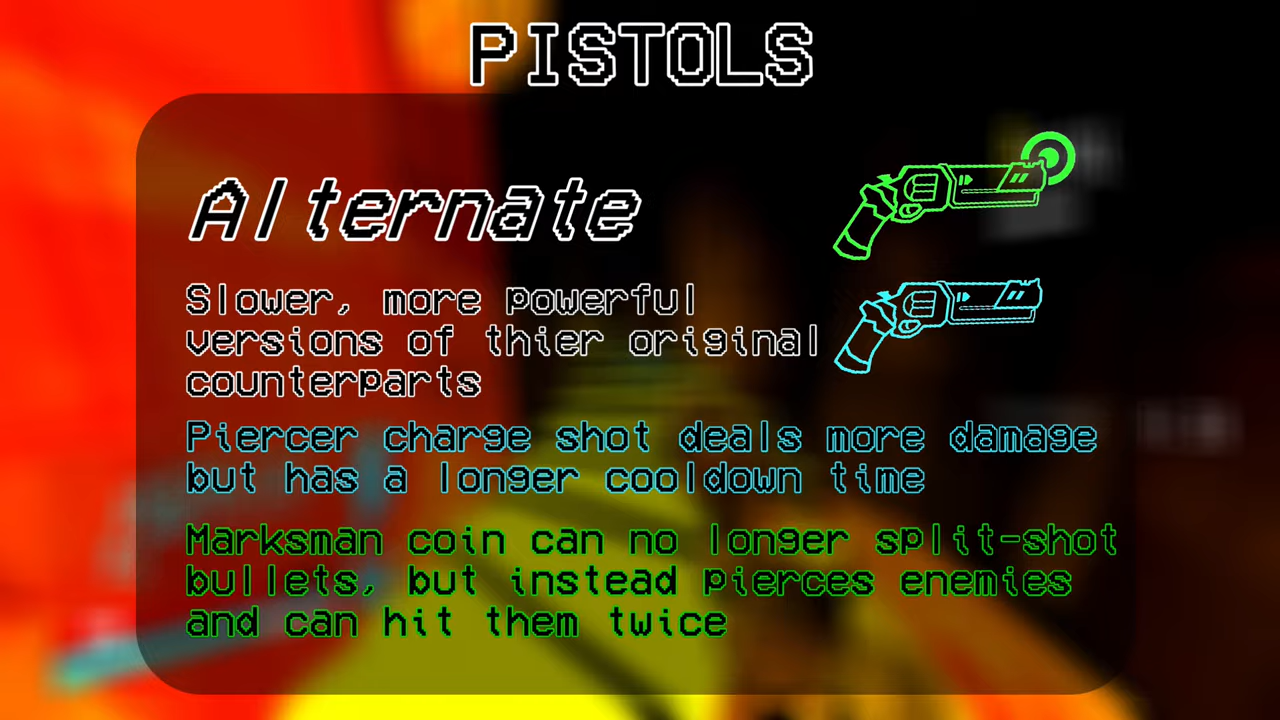 PISTOLS
Alternate
Slower, more powerful
versions of thier original
counterparts
Piercer charge shot deals more damage
but has a longer cooldown time
Marksman coin can no longer split-shot
bullets, but instead pierces enemies
and can hit them twice